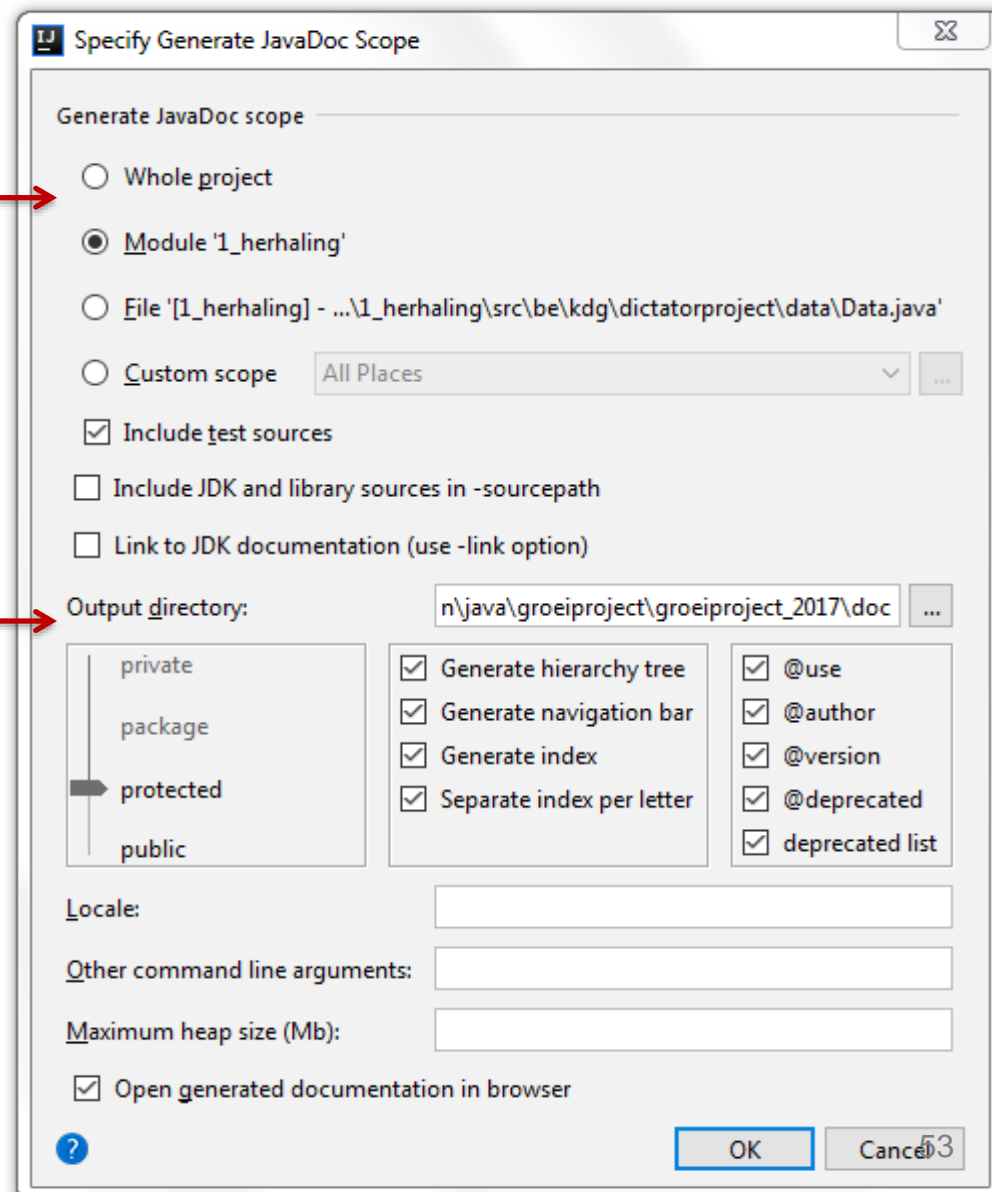 IJ Specify Generate JavaDoc Scope
Generate JavaDoc scope
Whole project
Module '1_herhaling'
File '[1_herhaling] - ...\1_herhaling\src\be\kdg\dictatorproject\data\Data.java'
Custom scope All Places ...
Include test sources
Include JDK and library sources in -sourcepath
Link to JDK documentation (use -link option)
Output directory: n\java\groeiproject\groeiproject_2017\doc ...
private
package
protected
public
Generate hierarchy tree
Generate navigation bar
Generate index
Separate index per letter
@use
@author
@version
@deprecated
deprecated list
Locale:
Other command line arguments:
Maximum heap size (Mb):
Open generated documentation in browser
? OK Cancel 53